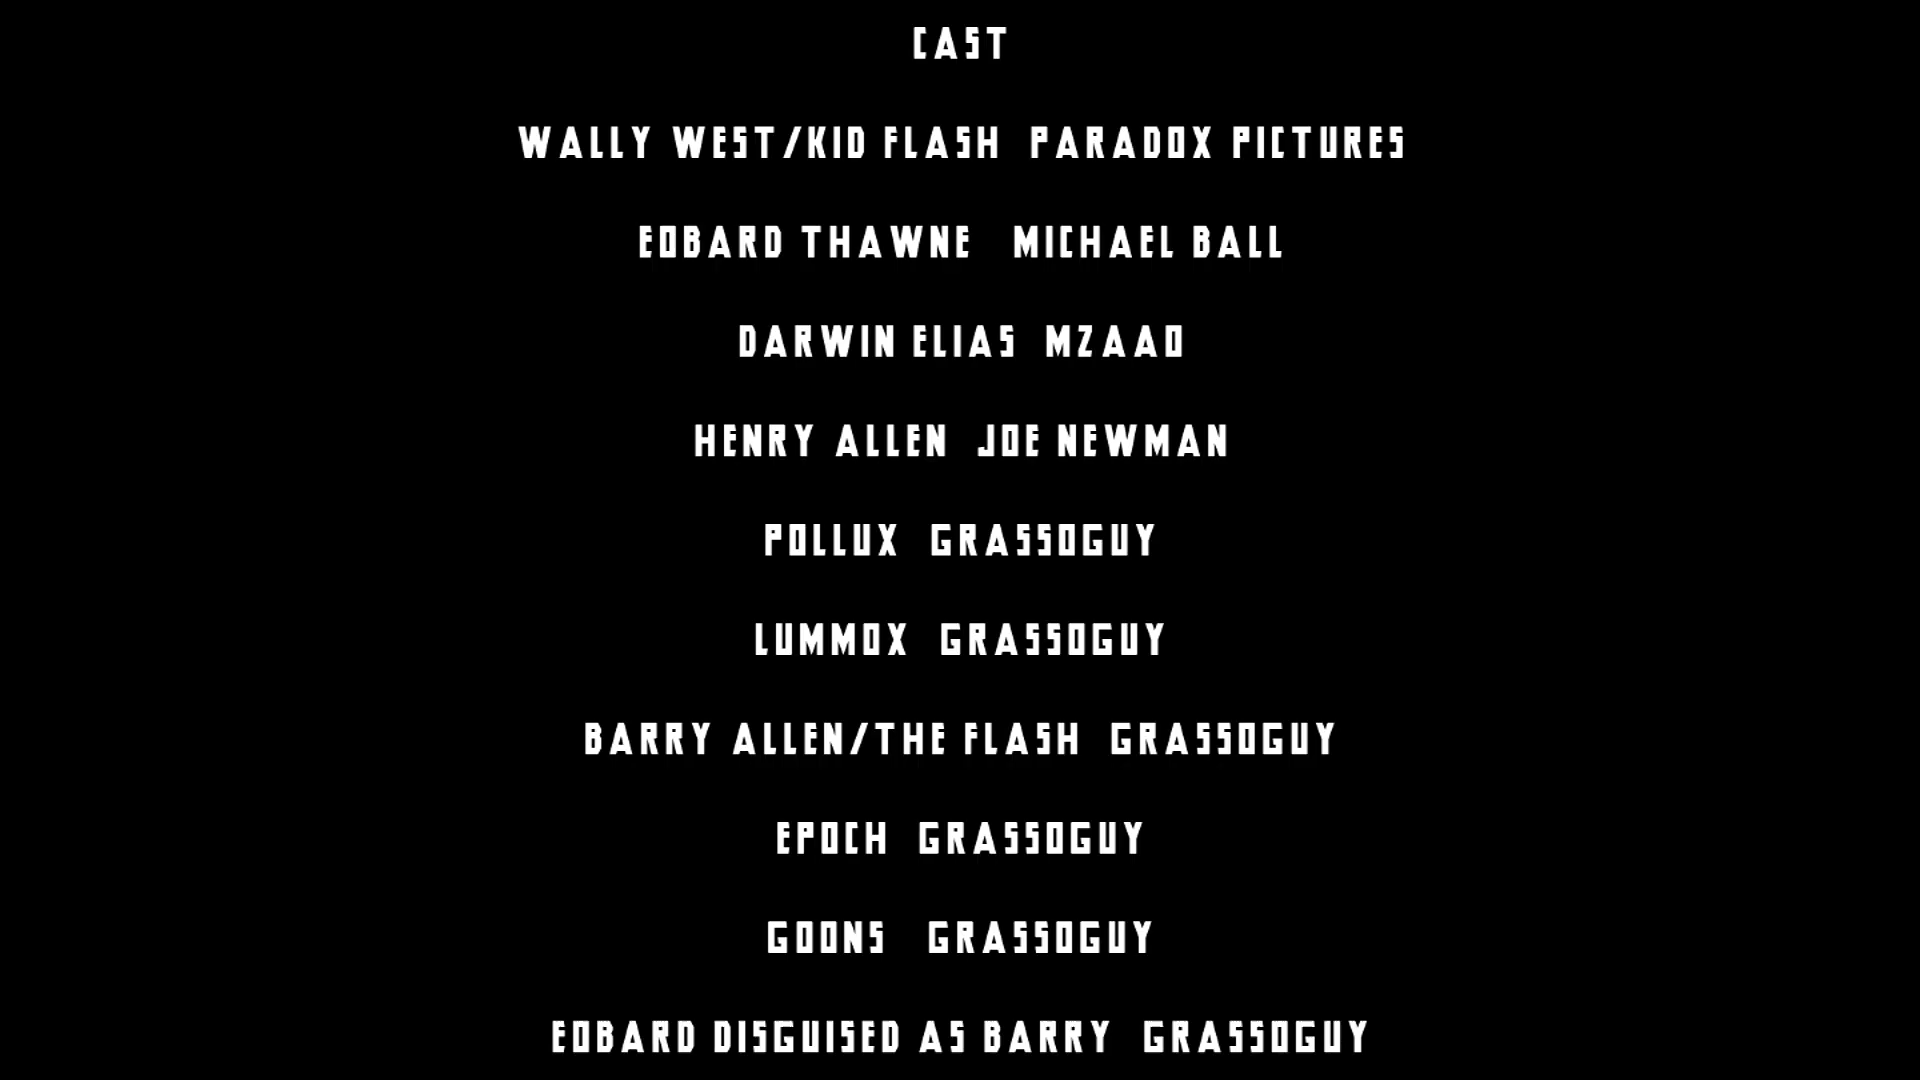 CAST
WALLY WEST/KID FLASH PARADOX PICTURES
EOBARD THAWNE MICHAEL BALL
DARWIN ELIAS MZAAO
HENRY ALLEN JOE NEWMAN
POLLUX GRASSOGUY
LUMMOX GRASSOGUY
BARRY ALLEN/THE FLASH GRASSOGUY
EPOCH GRASSOGUY
GOONS GRASSOGUY
EOBARD DISGUISED AS BARRY GRASSOGUY